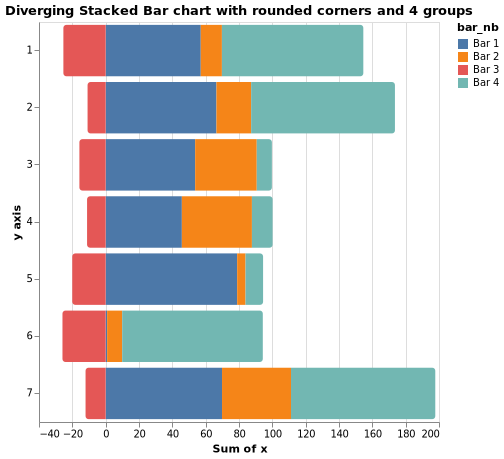 Diverging Stacked Bar chart with rounded corners and 4 groups
bar_nb
Bar 1
Bar 2
Bar 3
Bar 4
y axis
1
2
3
4
5
6
7
−40 −20 0 20 40 60 80 100 120 140 160 180 200
Sum of x